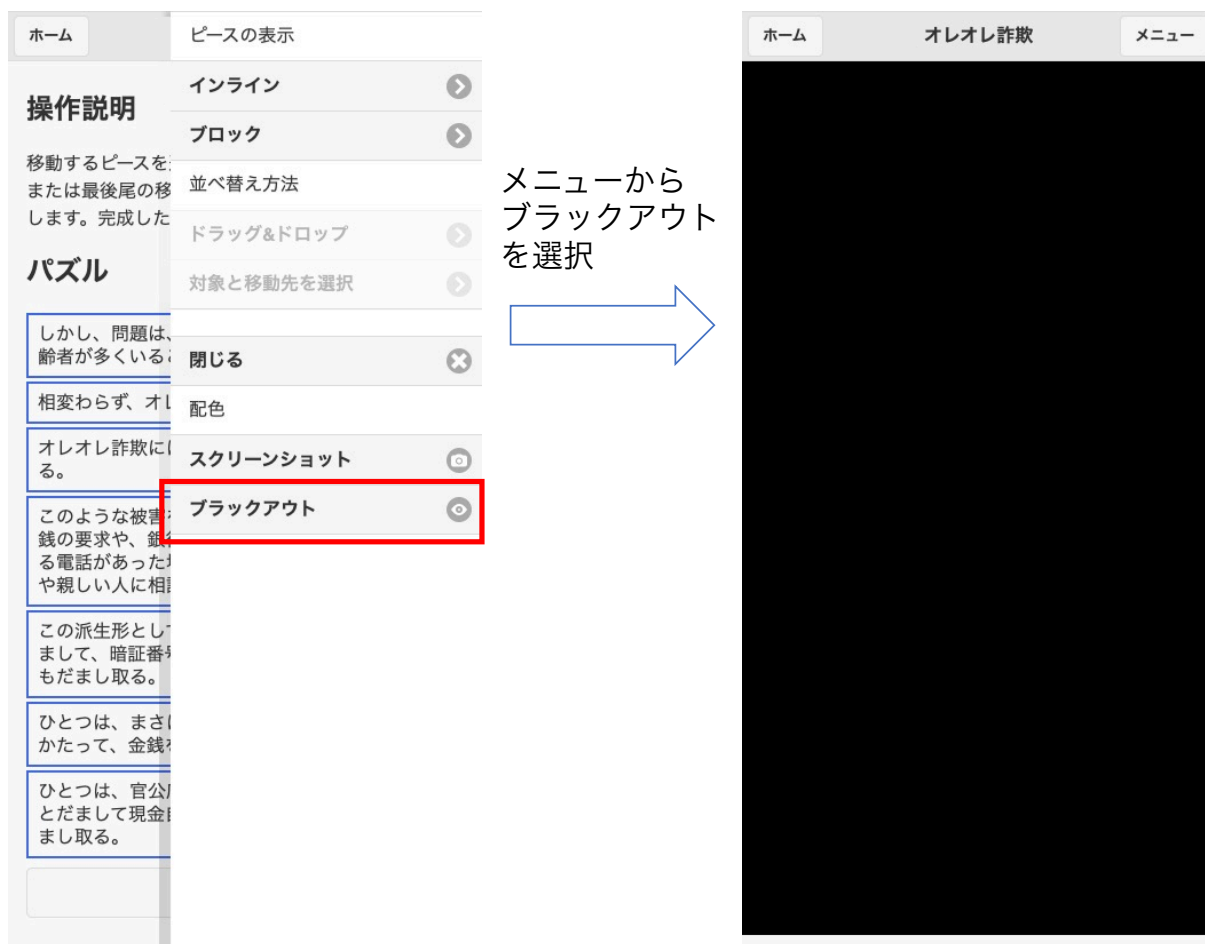 ホーム
操作説明
移動するピースを
または最後尾の移
します。完成した
パズル
しかし、問題は、
齢者が多くいる
相変わらず、オレ
オレオレ詐欺に
る。
このような被害
銭の要求や、銀
る電話があった
や親しい人に相
この派生形として
まして、暗証番
もだまし取る。
ひとつは、まさ
かたって、金銭
ひとつは、官公
とだまして現金
まし取る。
ピースの表示
インライン
ブロック
並べ替え方法
ドラッグ&ドロップ
対象と移動先を選択
閉じる
配色
スクリーンショット
ブラックアウト
メニューから
ブラックアウト
を選択
ホーム
オレオレ詐欺
メニュー